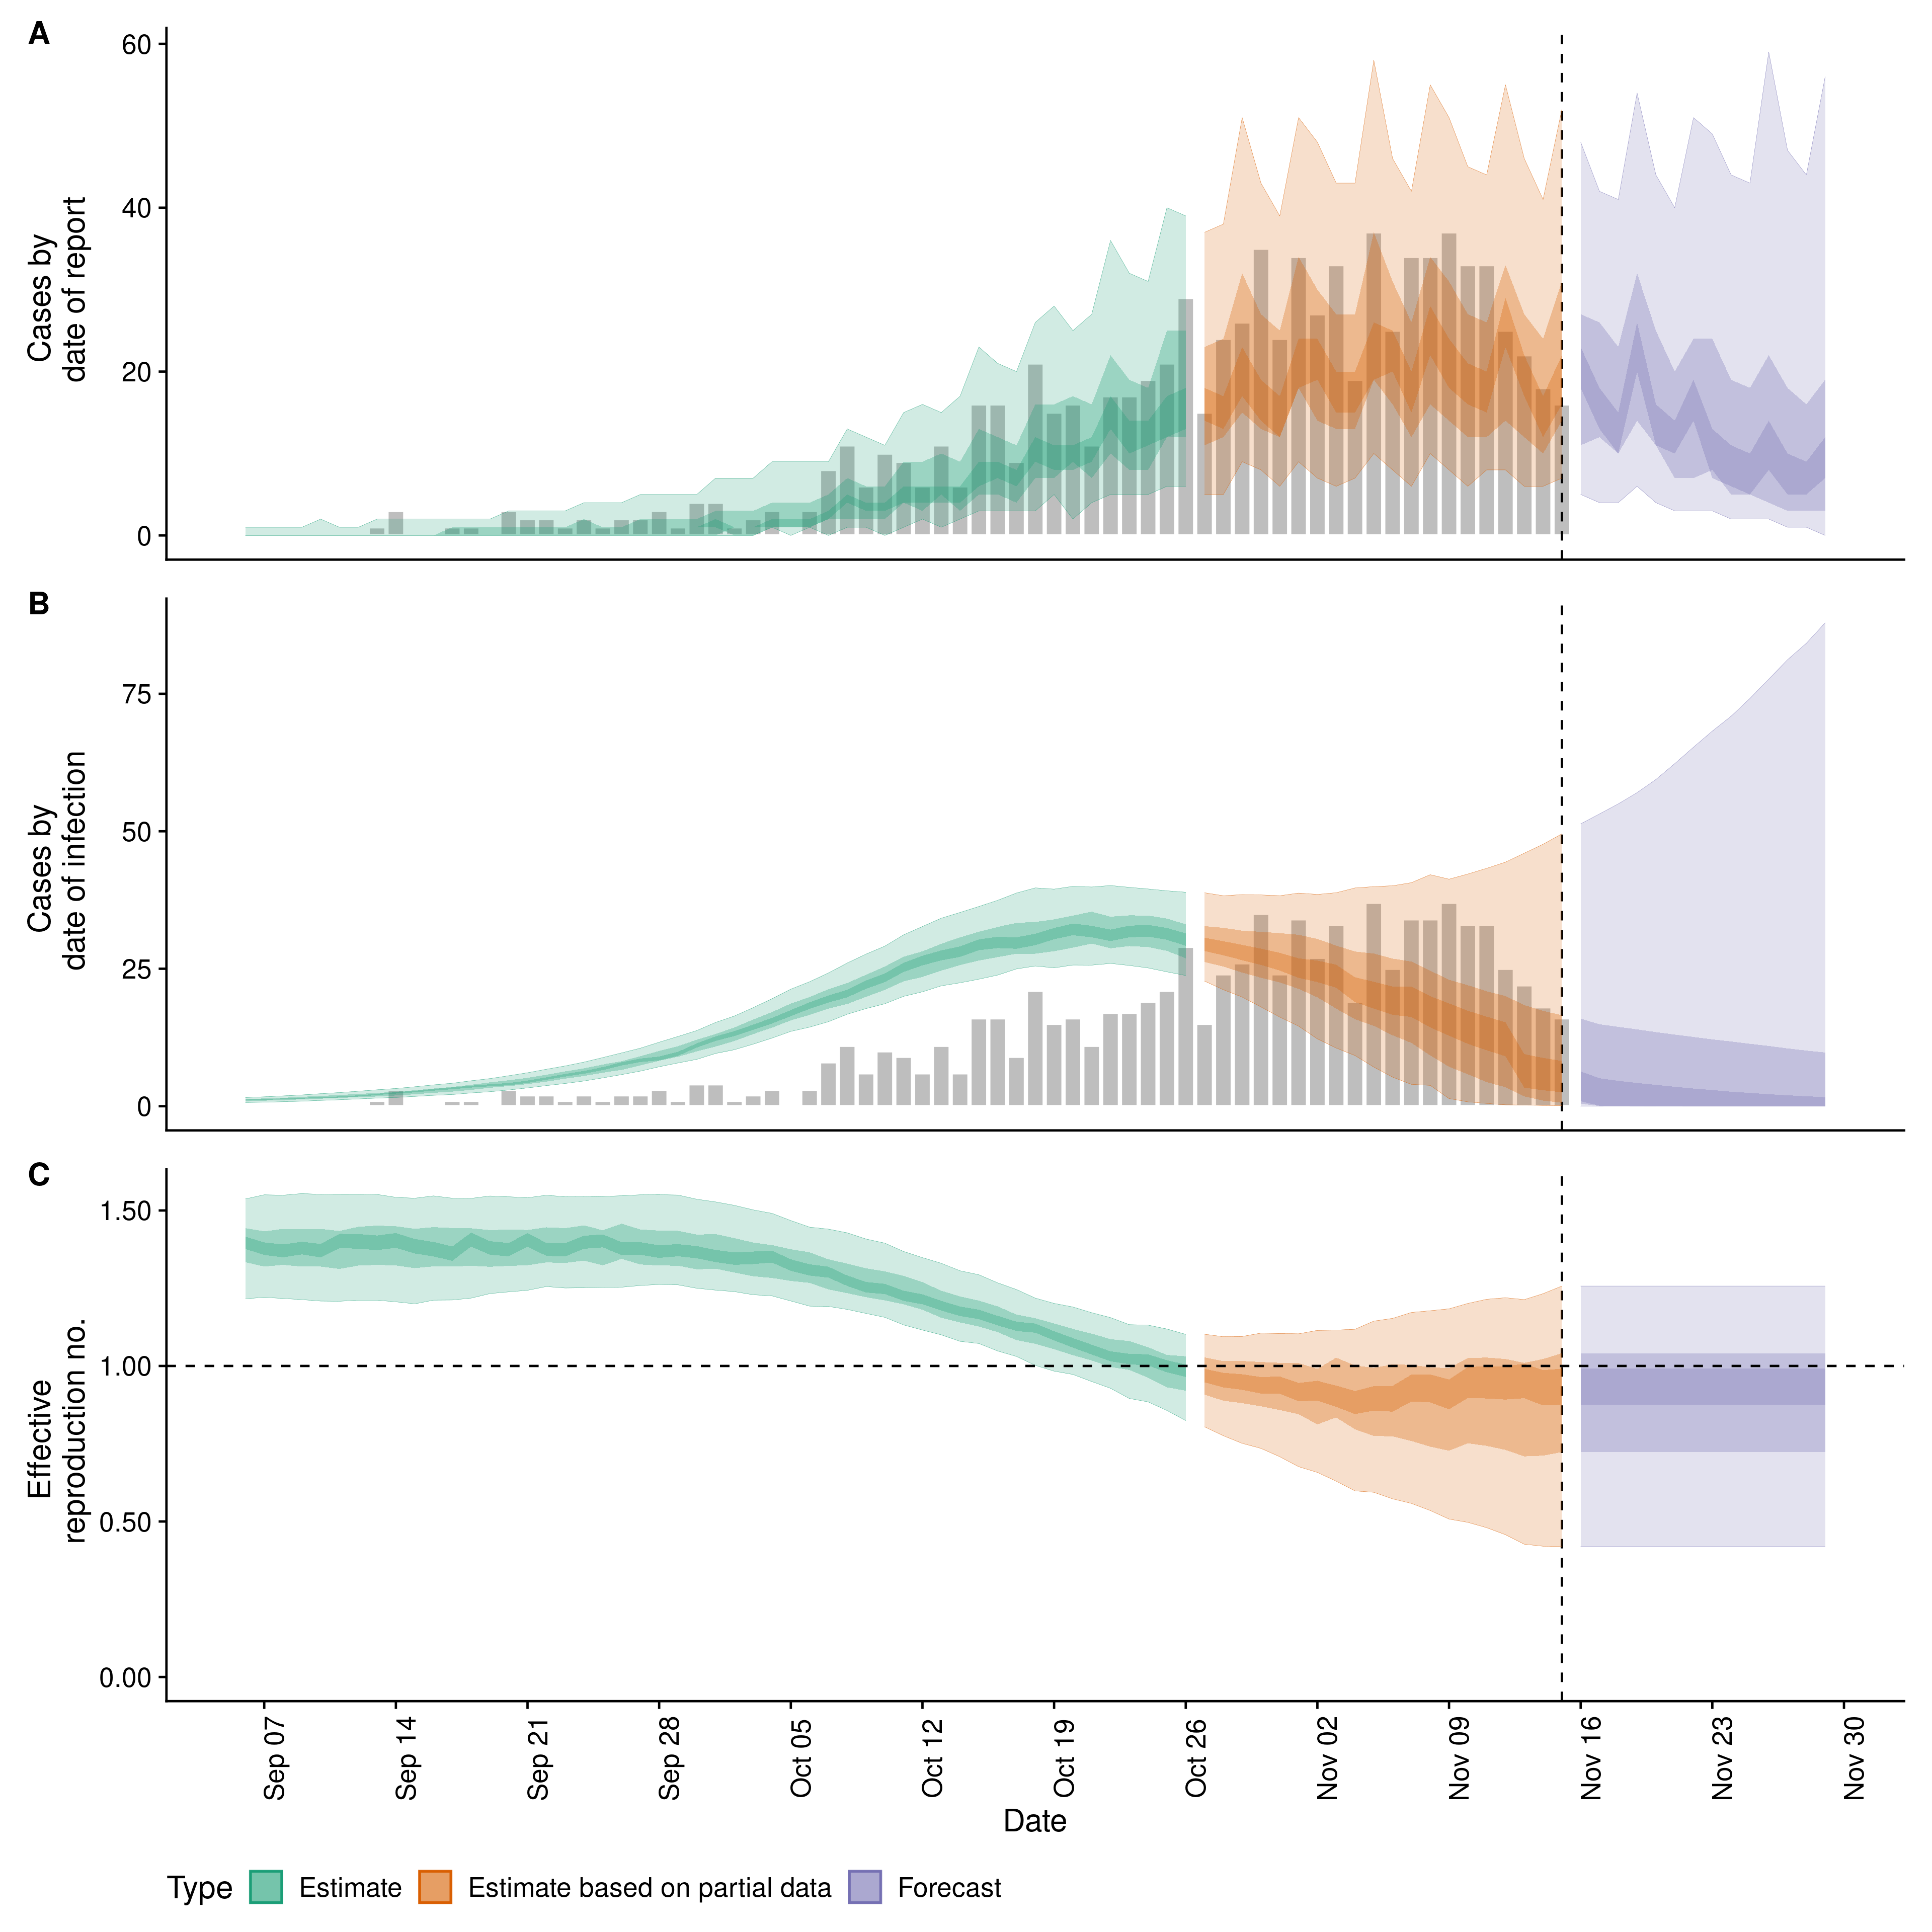 A
60
40
20
0
Cases by
date of report
B
75
50
25
0
Cases by
date of infection
C
1.50
1.00
0.50
0.00
Effective
reproduction no.
Sep 07
Sep 14
Sep 21
Sep 28
Oct 05
Oct 12
Oct 19
Oct 26
Nov 02
Nov 09
Nov 16
Nov 23
Nov 30
Date
Type Estimate Estimate based on partial data Forecast